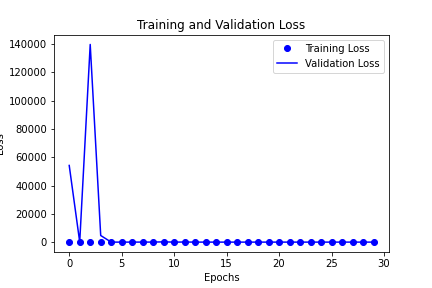 Training and Validation Loss
140000
120000
100000
80000
60000
40000
20000
0
Loss
Training Loss
Validation Loss
0 5 10 15 20 25 30
Epochs